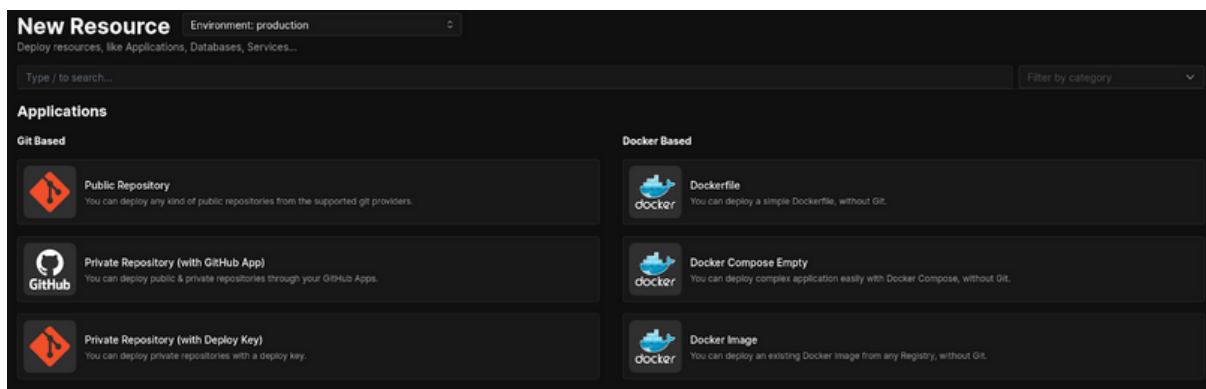 New Resource
Environment: production
Deploy resources, like Applications, Databases, Services...
Type / to search...
Filter by category
Applications
Git Based
Public Repository
You can deploy any kind of public repositories from the supported git providers.
GitHub
Private Repository (with GitHub App)
You can deploy public & private repositories through your GitHub Apps.
Private Repository (with Deploy Key)
You can deploy private repositories with a deploy key.
Docker Based
docker
Dockerfile
You can deploy a simple Dockerfile, without Git.
docker
Docker Compose Empty
You can deploy complex application easily with Docker Compose, without Git.
docker
Docker Image
You can deploy an existing Docker Image from any Registry, without Git.